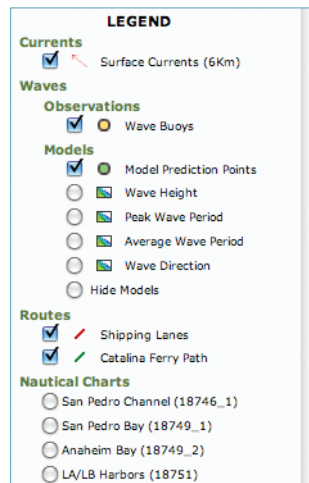 LEGEND
Currents
Surface Currents (6Km)
Waves
Observations
Wave Buoys
Models
Model Prediction Points
Wave Height
Peak Wave Period
Average Wave Period
Wave Direction
Hide Models
Routes
Shipping Lanes
Catalina Ferry Path
Nautical Charts
San Pedro Channel (18746_1)
San Pedro Bay (18749_1)
Anaheim Bay (18749_2)
LA/LB Harbors (18751)